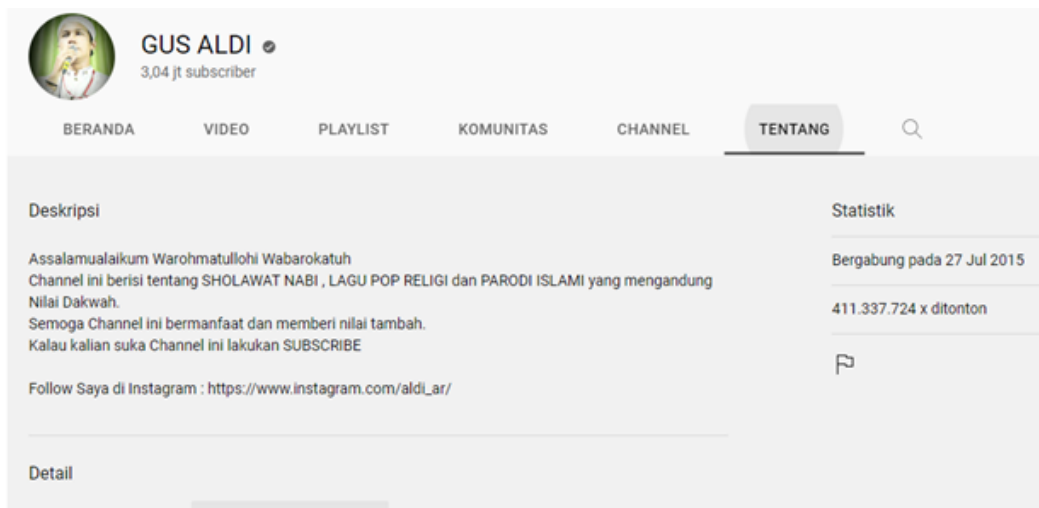 GUS ALDI
3,04 jt subscriber
BERANDA VIDEO PLAYLIST KOMUNITAS CHANNEL TENTANG
Deskripsi
Assalamualaikum Warohmatullohi Wabarokatuh
Channel ini berisi tentang SHOLAWAT NABI , LAGU POP RELIGI dan PARODI ISLAMI yang mengandung
Nilai Dakwah.
Semoga Channel ini bermanfaat dan memberi nilai tambah.
Kalau kalian suka Channel ini lakukan SUBSCRIBE
Follow Saya di Instagram : https://www.instagram.com/aldi_ar/
Detail
Statistik
Bergabung pada 27 Jul 2015
411.337.724 x ditonton